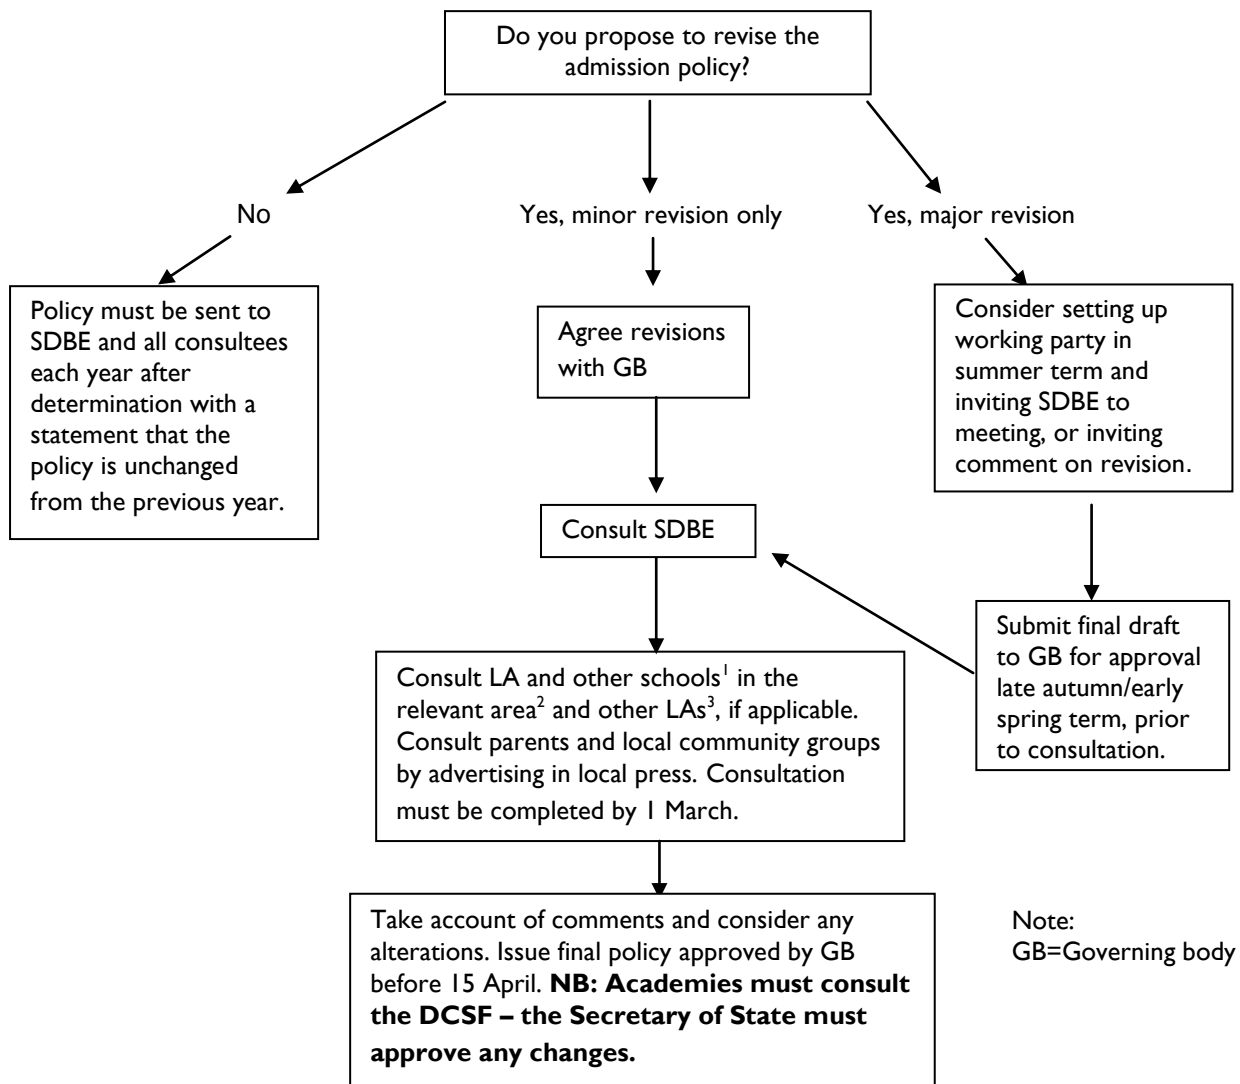 Do you propose to revise the
admission policy?
No
Yes, minor revision only
Yes, major revision
Policy must be sent to
SDBE and all consultees
each year after
determination with a
statement that the
policy is unchanged
from the previous year.
Agree revisions
with GB
Consider setting up
working party in
summer term and
inviting SDBE to
meeting, or inviting
comment on revision.
Consult SDBE
Submit final draft
to GB for approval
late autumn/early
spring term, prior
to consultation.
Consult LA and other schools¹ in the
relevant area² and other LAs³, if applicable.
Consult parents and local community groups
by advertising in local press. Consultation
must be completed by 1 March.
Take account of comments and consider any
alterations. Issue final policy approved by GB
before 15 April. NB: Academies must consult
the DCSF – the Secretary of State must
approve any changes.
Note:
GB=Governing body